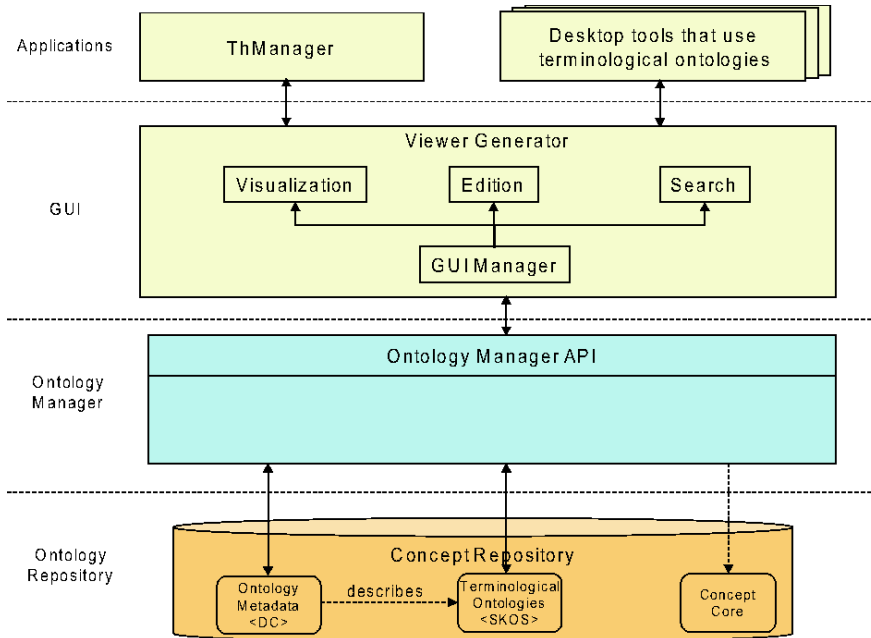 Applications
ThManager
Desktop tools that use
terminological ontologies
GUI
Viewer Generator
Visualization
Edition
Search
GUI Manager
Ontology
Manager
Ontology Manager API
Ontology
Repository
Concept Repository
Ontology
Metadata
<DC>
describes
Terminological
Ontologies
<SKOS>
Concept
Core